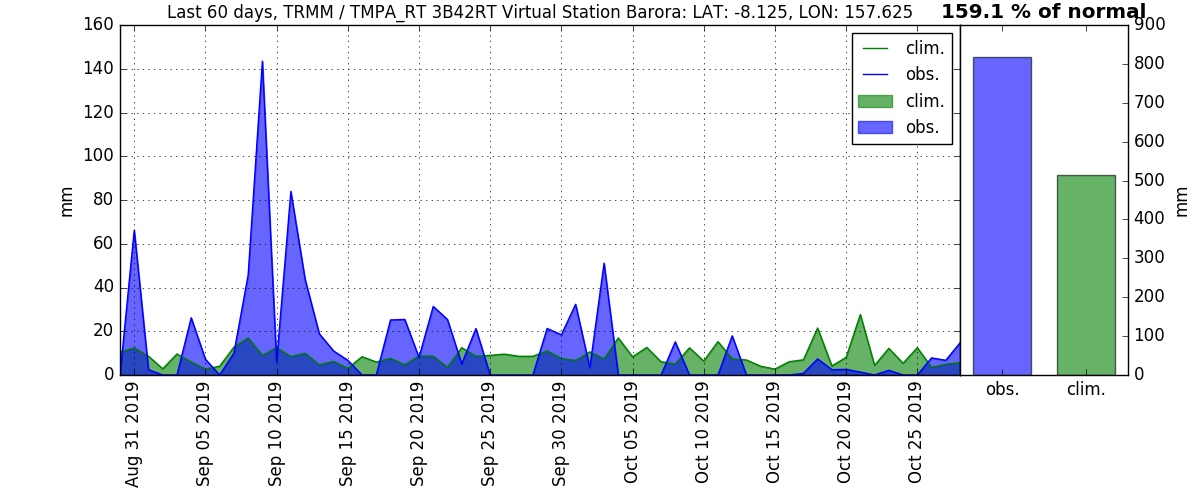 Last 60 days, TRMM / TMPA_RT 3B42RT Virtual Station Barora: LAT: -8.125, LON: 157.625
159.1 % of normal
160
140
120
100
80
60
40
20
0
mm
clim.
obs.
clim.
obs.
900
800
700
600
500
400
300
200
100
0
mm
Aug 31 2019
Sep 05 2019
Sep 10 2019
Sep 15 2019
Sep 20 2019
Sep 25 2019
Sep 30 2019
Oct 05 2019
Oct 10 2019
Oct 15 2019
Oct 20 2019
Oct 25 2019
obs.
clim.